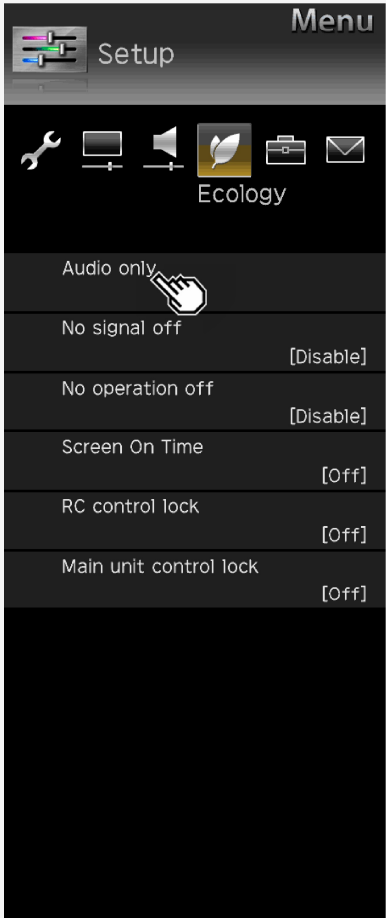 Menu
Setup
Ecology
Audio only
No signal off
[Disable]
No operation off
[Disable]
Screen On Time
[Off]
RC control lock
[Off]
Main unit control lock
[Off]